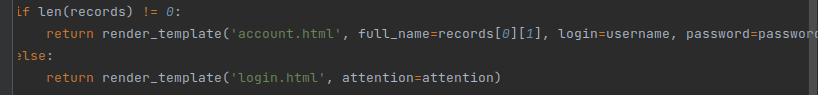 if len(records) != 0:
return render_template('account.html', full_name=records[0][1], login=username, password=password
else:
return render_template('login.html', attention=attention)